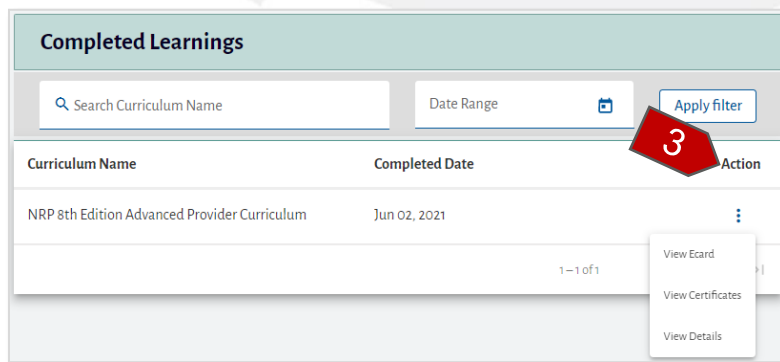 Completed Learnings
Search Curriculum Name
Date Range
Apply filter
3
Curriculum Name
Completed Date
Action
NRP 8th Edition Advanced Provider Curriculum
Jun 02, 2021
1–1 of 1
View Ecard
View Certificates
View Details